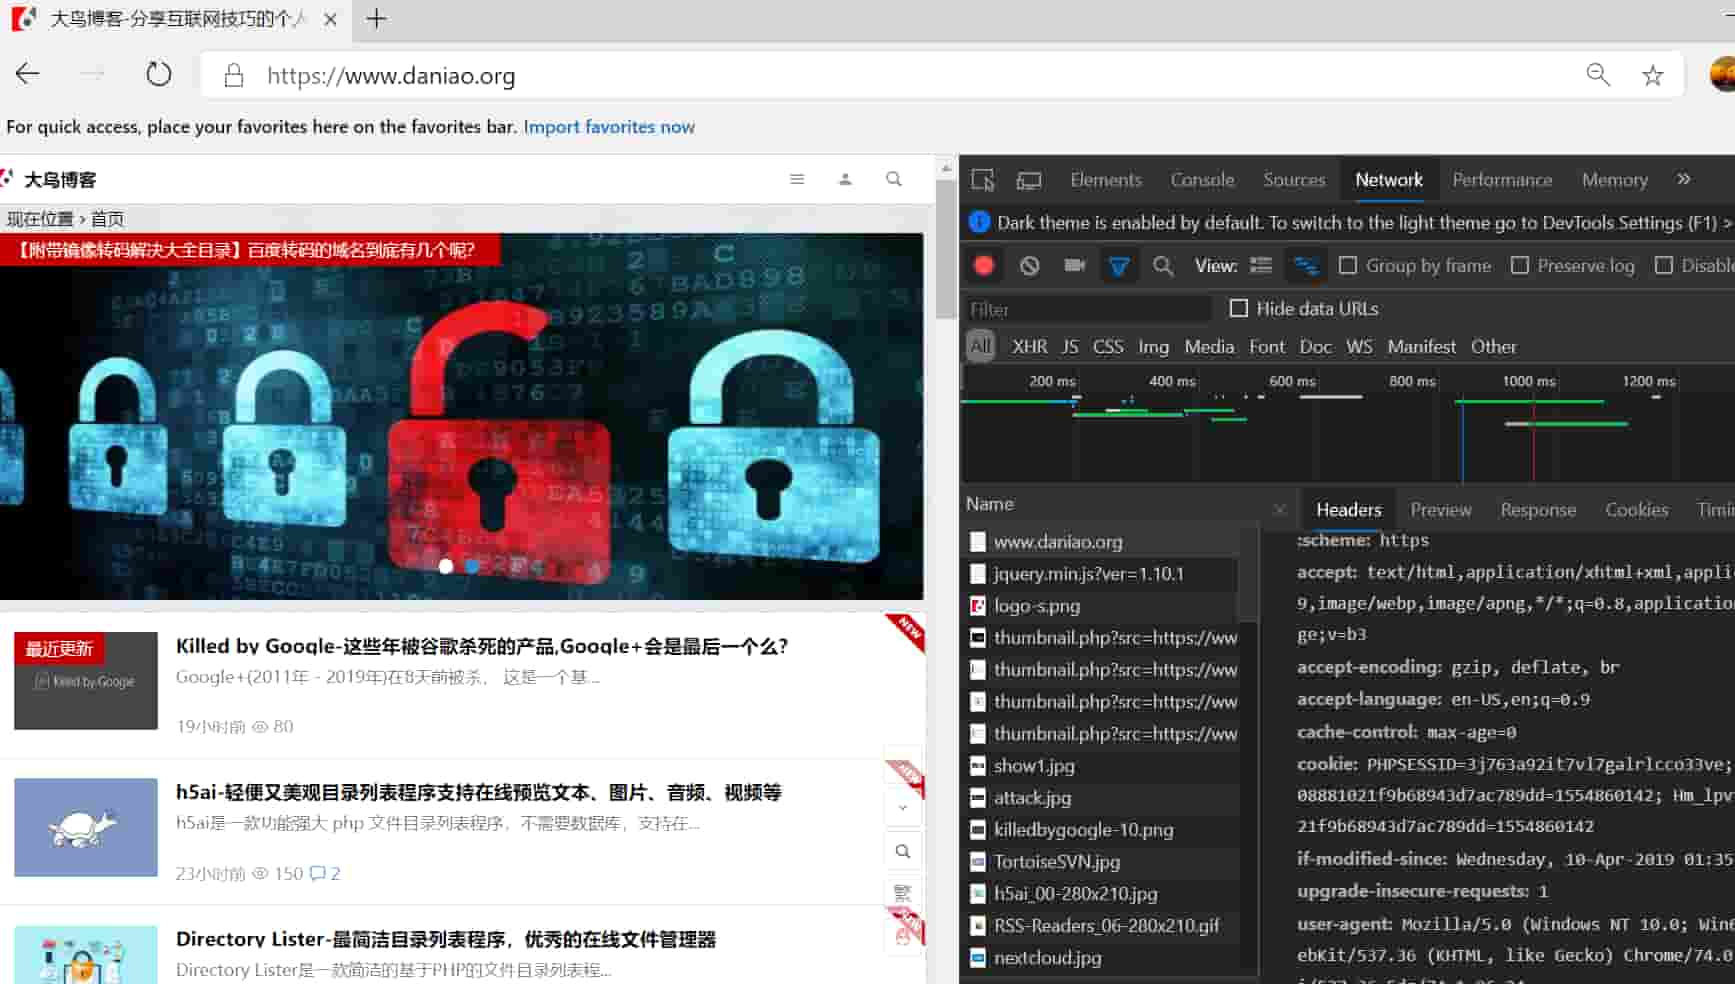 大鸟博客-分享互联网技巧的个人
https://www.daniao.org
For quick access, place your favorites here on the favorites bar. Import favorites now
大鸟博客
现在位置 › 首页
【附带镜像转码解决大全目录】百度转码的域名到底有几个呢?
最近更新
Killed by Google
Killed by Google-这些年被谷歌杀死的产品,Google+会是最后一个么?
Google+(2011年 - 2019年)在8天前被杀， 这是一个基...
19小时前 80
NEW
h5ai-轻便又美观目录列表程序支持在线预览文本、图片、音频、视频等
h5ai是一款功能强大 php 文件目录列表程序，不需要数据库，支持在...
23小时前 150 2
繁
Directory Lister-最简洁目录列表程序，优秀的在线文件管理器
Directory Lister是一款简洁的基于PHP的文件目录列表程...
Elements Console Sources Network Performance Memory »
Dark theme is enabled by default. To switch to the light theme go to DevTools Settings (F1) >
View: Group by frame Preserve log Disable
Filter Hide data URLs
All XHR JS CSS Img Media Font Doc WS Manifest Other
200 ms 400 ms 600 ms 800 ms 1000 ms 1200 ms
Name
www.daniao.org
jquery.min.js?ver=1.10.1
logo-s.png
thumbnail.php?src=https://ww
thumbnail.php?src=https://ww
thumbnail.php?src=https://ww
thumbnail.php?src=https://ww
show1.jpg
attack.jpg
killedbygoogle-10.png
TortoiseSVN.jpg
h5ai_00-280x210.jpg
RSS-Readers_06-280x210.gif
nextcloud.jpg
Headers Preview Response Cookies Timin
:scheme: https
accept: text/html,application/xhtml+xml,applic
9,image/webp,image/apng,*/*;q=0.8,application
ge;v=b3
accept-encoding: gzip, deflate, br
accept-language: en-US,en;q=0.9
cache-control: max-age=0
cookie: PHPSESSID=3j763a92it7vl7galrlcco33ve;
08881021f9b68943d7ac789dd=1554860142; Hm_lpv
21f9b68943d7ac789dd=1554860142
if-modified-since: Wednesday, 10-Apr-2019 01:35
upgrade-insecure-requests: 1
user-agent: Mozilla/5.0 (Windows NT 10.0; Win
ebKit/537.36 (KHTML, like Gecko) Chrome/74.0